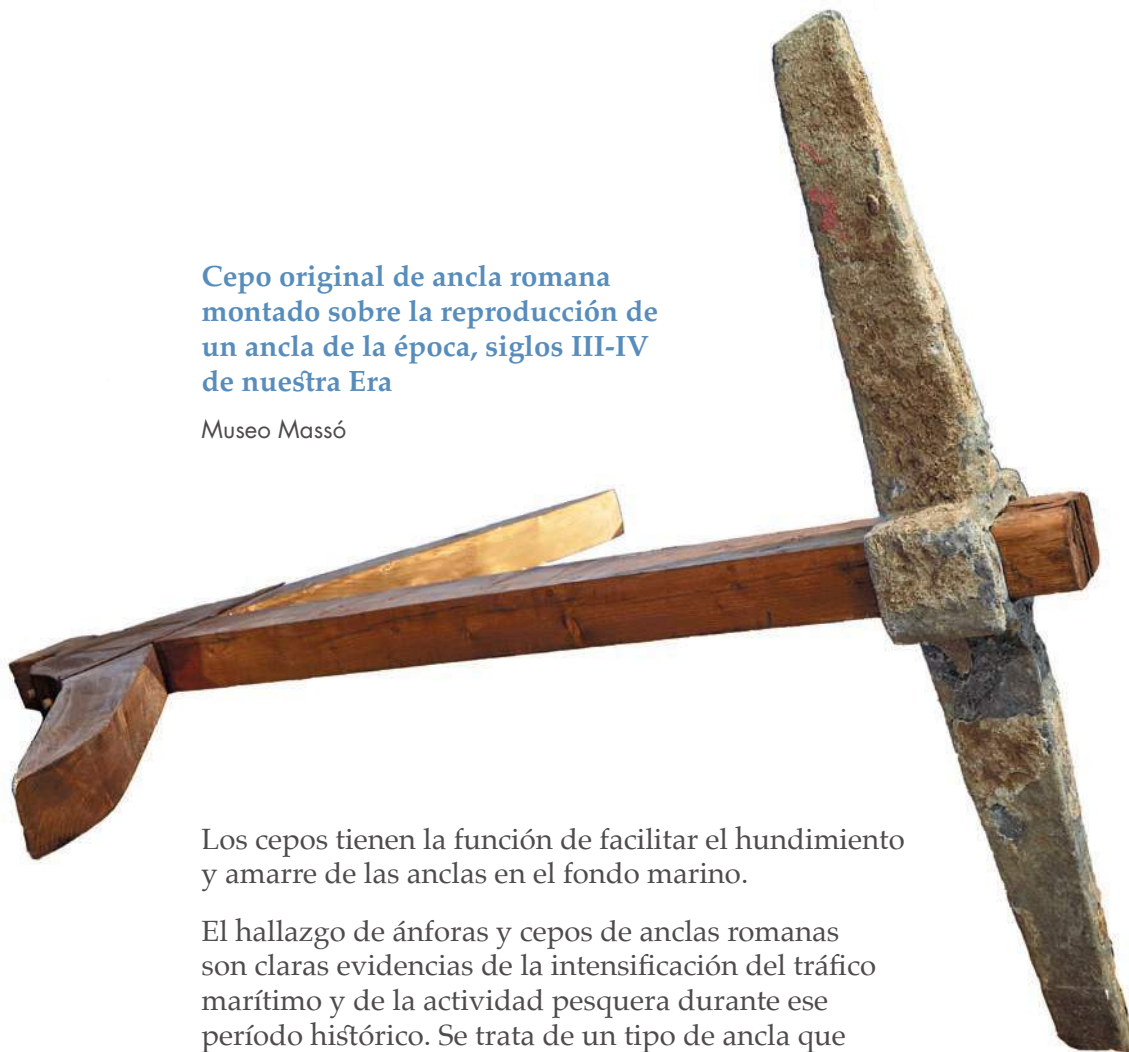 Cepo original de ancla romana
montado sobre la reproducción de
un ancla de la época, siglos III-IV
de nuestra Era
Museo Massó
Los cepos tienen la función de facilitar el hundimiento
y amarre de las anclas en el fondo marino.
El hallazgo de ánforas y cepos de anclas romanas
son claras evidencias de la intensificación del tráfico
marítimo y de la actividad pesquera durante ese
período histórico. Se trata de un tipo de ancla que